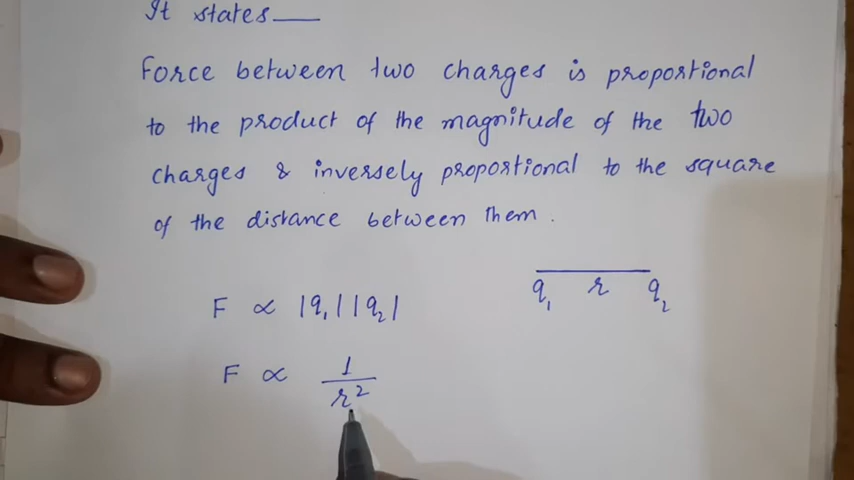 It states___
Force between two charges is proportional
to the product of the magnitude of the two
charges & inversely proportional to the square
of the distance between them.
q₁ r q₂
F ∝ |q₁||q₂|
F ∝ 1/r²